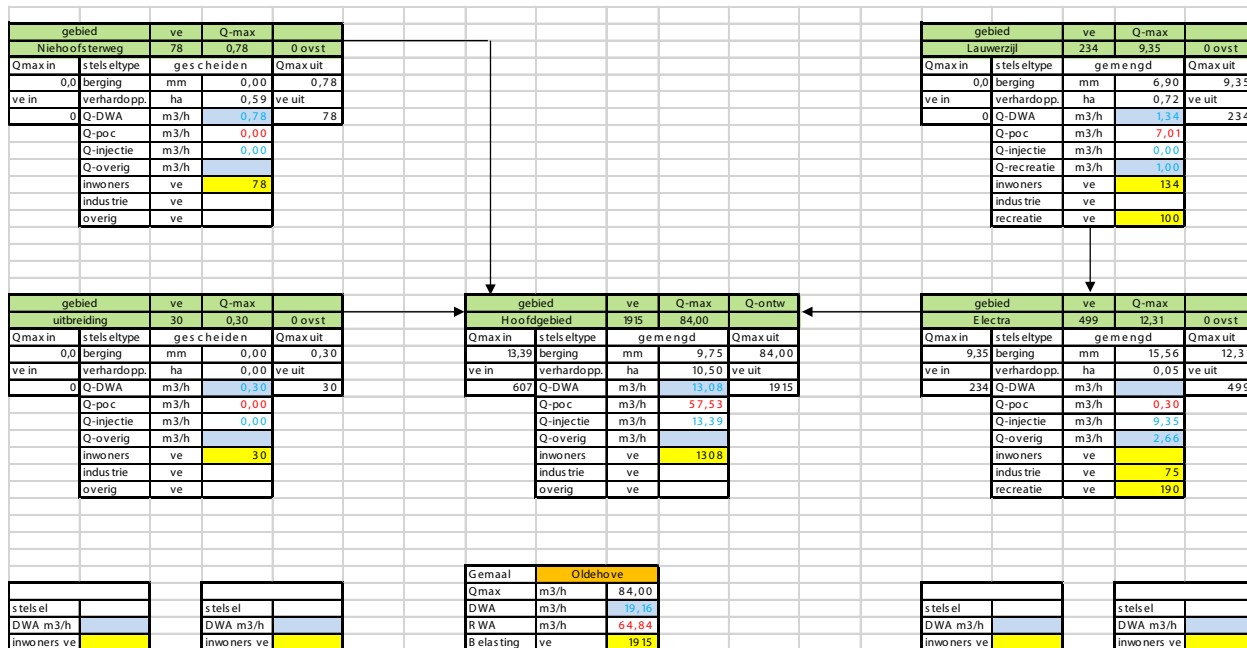 gebied ve Q-max
Niehoofsterweg 78 0,78 0 ovst
Qmax in stelseltype gescheiden Qmax uit
0,0 berging mm 0,00 0,78
ve in verhardopp. ha 0,59 ve uit
0 Q-DWA m3/h 0,78 78
Q-poc m3/h 0,00
Q-injectie m3/h 0,00
Q-overig m3/h
inwoners ve 78
industrie ve
overig ve
gebied ve Q-max
Lauwerzijl 234 9,35 0 ovst
Qmax in stelseltype gemengd Qmax uit
0,0 berging mm 6,90 9,35
ve in verhardopp. ha 0,72 ve uit
0 Q-DWA m3/h 1,34 234
Q-poc m3/h 7,01
Q-injectie m3/h 0,00
Q-recreatie m3/h 1,00
inwoners ve 134
industrie ve
recreatie ve 100
gebied ve Q-max
uitbreiding 30 0,30 0 ovst
Qmax in stelseltype gescheiden Qmax uit
0,0 berging mm 0,00 0,30
ve in verhardopp. ha 0,00 ve uit
0 Q-DWA m3/h 0,30 30
Q-poc m3/h 0,00
Q-injectie m3/h 0,00
Q-overig m3/h
inwoners ve 30
industrie ve
overig ve
gebied ve Q-max Q-ontw
Hoofdgebied 1915 84,00
Qmax in stelseltype gemengd Qmax uit
13,39 berging mm 9,75 84,00
ve in verhardopp. ha 10,50 ve uit
607 Q-DWA m3/h 13,08 1915
Q-poc m3/h 57,53
Q-injectie m3/h 13,39
Q-overig m3/h
inwoners ve 1308
industrie ve
overig ve
gebied ve Q-max
Electra 499 12,31 0 ovst
Qmax in stelseltype gemengd Qmax uit
9,35 berging mm 15,56 12,3
ve in verhardopp. ha 0,05 ve uit
234 Q-DWA m3/h 499
Q-poc m3/h 0,30
Q-injectie m3/h 9,35
Q-overig m3/h 2,66
inwoners ve
industrie ve 75
recreatie ve 190
stelsel
DWA m3/h
inwoners ve
stelsel
DWA m3/h
inwoners ve
Gemaal Oldehove
Qmax m3/h 84,00
DWA m3/h 19,16
RWA m3/h 64,84
Belasting ve 1915
stelsel
DWA m3/h
inwoners ve
stelsel
DWA m3/h
inwoners ve